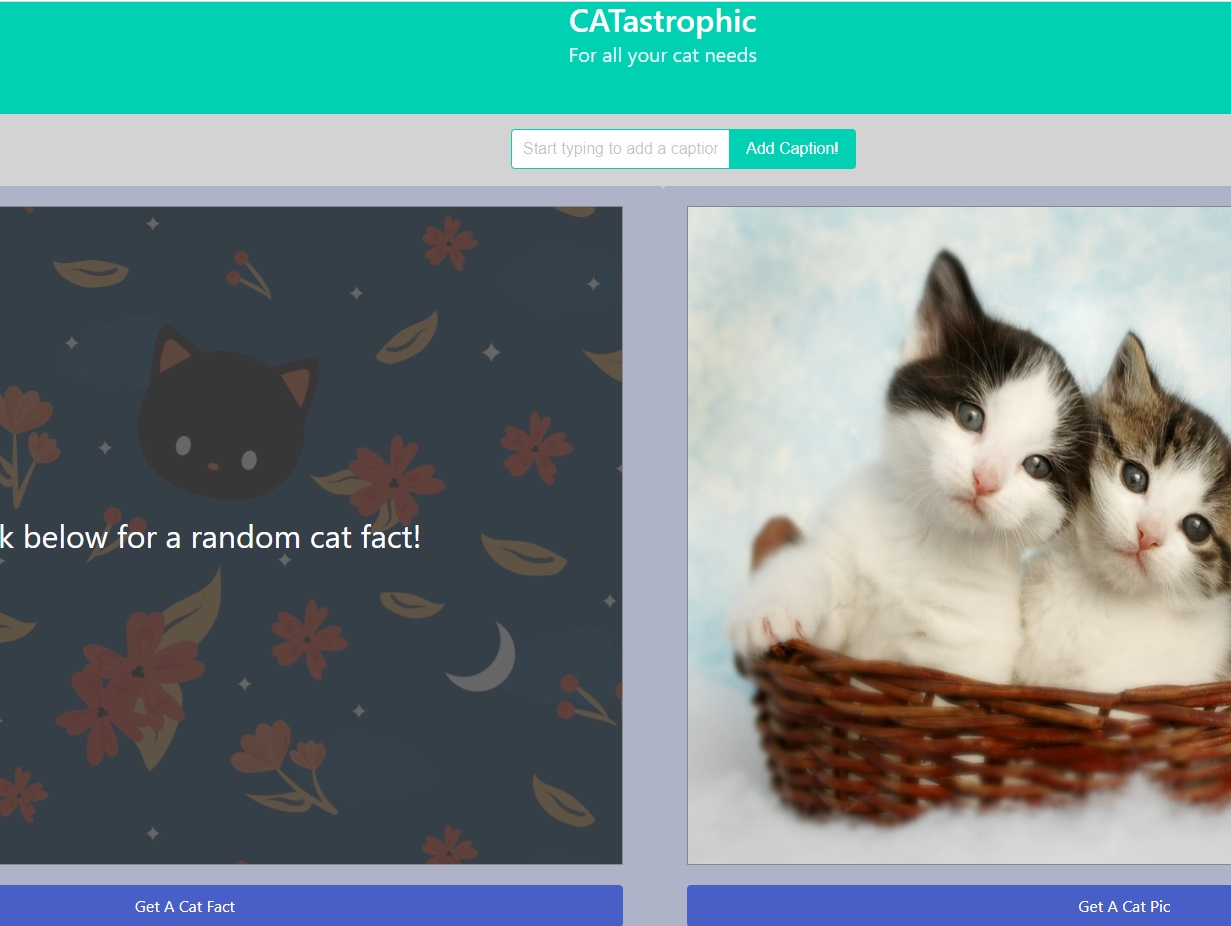 CATastrophic
For all your cat needs
Start typing to add a caption
Add Caption!
k below for a random cat fact!
Get A Cat Fact
Get A Cat Pic